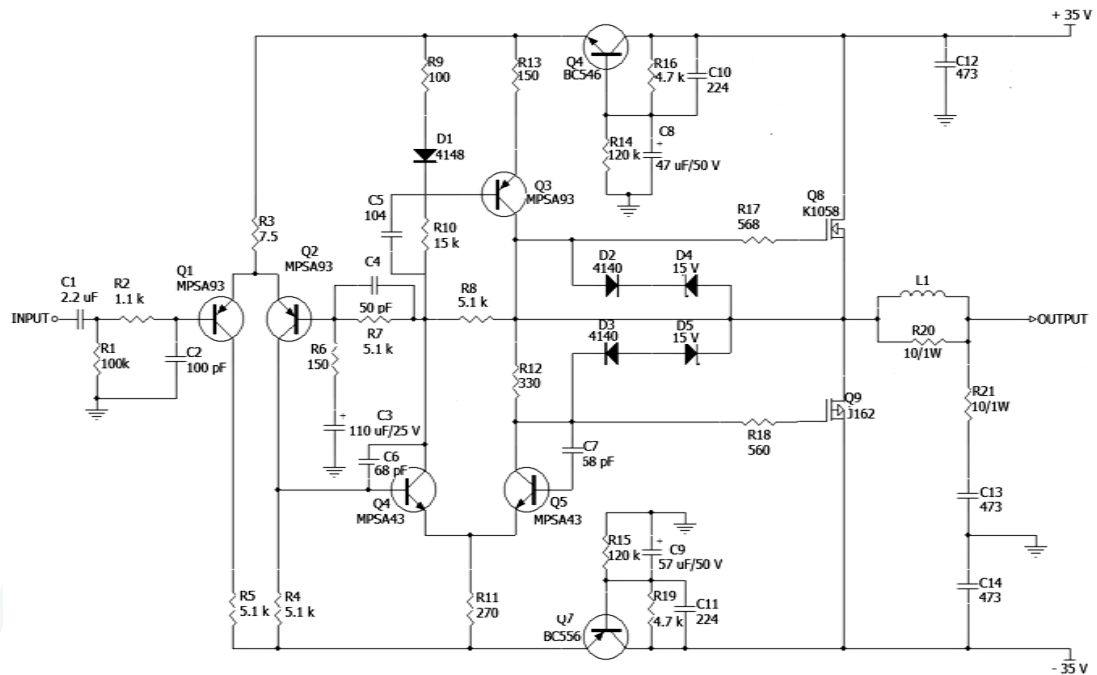 + 35 V
R9
100
R13
150
Q4
BC546
R16
4.7 k
C10
224
C12
473
D1
4148
R14
120 k
C8
+
47 uF/50 V
Q3
MPSA93
Q8
K1058
C5
104
R10
15 k
R17
568
R3
7.5
Q2
MPSA93
C4
50 pF
D2
4140
D4
15 V
L1
C1
2.2 uF
R2
1.1 k
Q1
MPSA93
R8
5.1 k
INPUT
OUTPUT
R7
5.1 k
D3
4140
D5
15 V
R20
10/1W
R1
100k
C2
100 pF
R6
150
R12
330
R21
10/1W
Q9
J162
+
C3
110 uF/25 V
R18
560
C6
68 pF
C7
68 pF
Q4
MPSA43
Q5
MPSA43
C13
473
R15
120 k
+
C9
57 uF/50 V
R5
5.1 k
R4
5.1 k
R11
270
R19
4.7 k
C11
224
C14
473
Q7
BC556
- 35 V